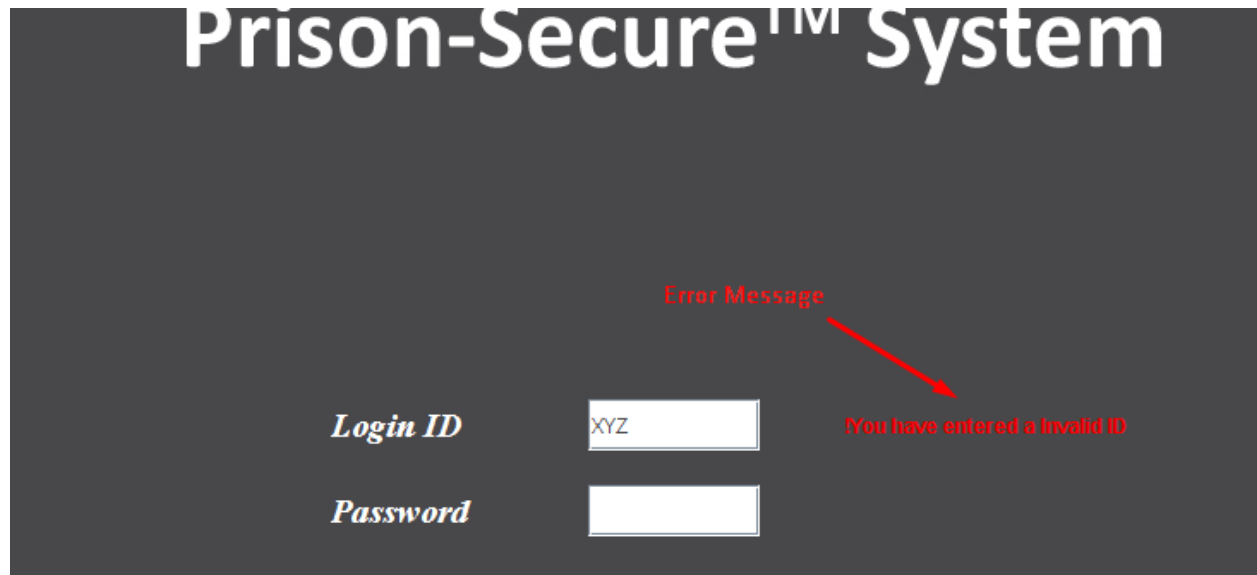 Prison-Secure™ System
Error Message
Login ID
XYZ
!You have entered a Invalid ID
Password